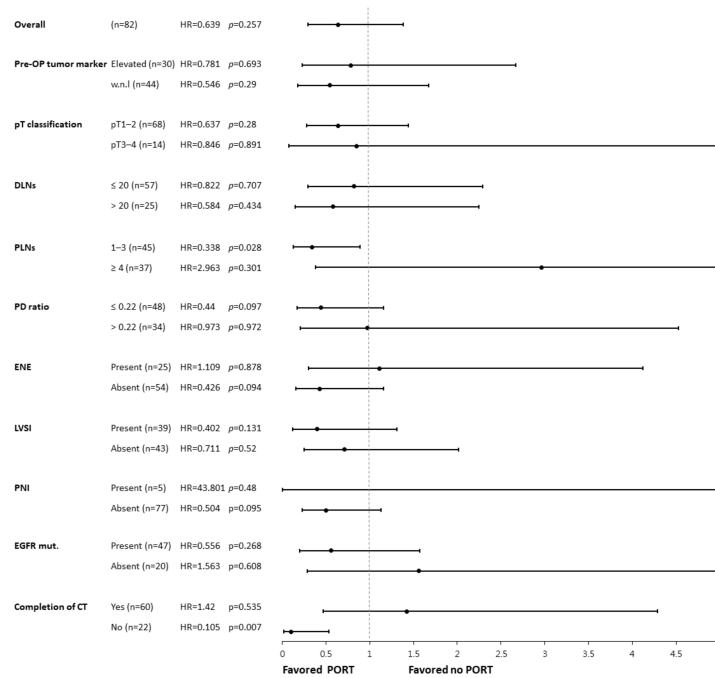 Overall (n=82) HR=0.639 p=0.257
Pre-OP tumor marker Elevated (n=30) HR=0.781 p=0.693
w.n.l (n=44) HR=0.546 p=0.29
pT classification pT1–2 (n=68) HR=0.637 p=0.28
pT3–4 (n=14) HR=0.846 p=0.891
DLNs ≤ 20 (n=57) HR=0.822 p=0.707
> 20 (n=25) HR=0.584 p=0.434
PLNs 1–3 (n=45) HR=0.338 p=0.028
≥ 4 (n=37) HR=2.963 p=0.301
PD ratio ≤ 0.22 (n=48) HR=0.44 p=0.097
> 0.22 (n=34) HR=0.973 p=0.972
ENE Present (n=25) HR=1.109 p=0.878
Absent (n=54) HR=0.426 p=0.094
LVSI Present (n=39) HR=0.402 p=0.131
Absent (n=43) HR=0.711 p=0.52
PNI Present (n=5) HR=43.801 p=0.48
Absent (n=77) HR=0.504 p=0.095
EGFR mut. Present (n=47) HR=0.556 p=0.268
Absent (n=20) HR=1.563 p=0.608
Completion of CT Yes (n=60) HR=1.42 p=0.535
No (n=22) HR=0.105 p=0.007
0 0.5 1 1.5 2 2.5 3 3.5 4 4.5
Favored PORT Favored no PORT